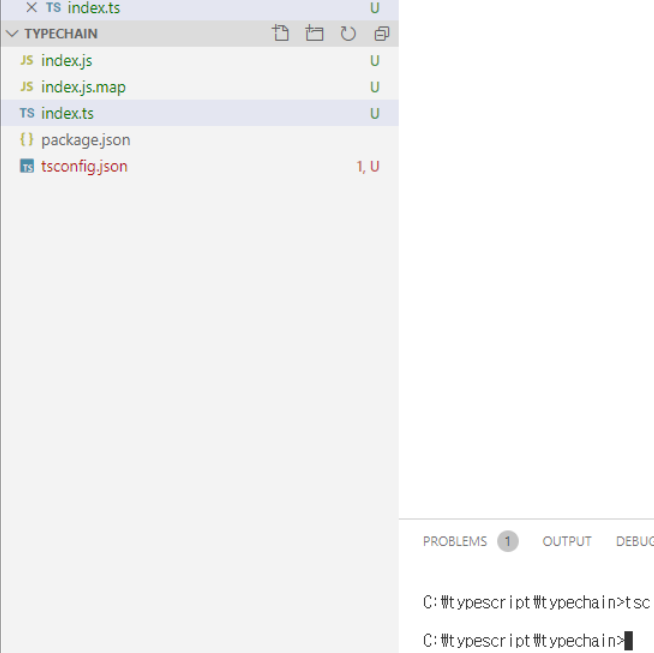 TS index.ts U
TYPECHAIN
JS index.js U
JS index.js.map U
TS index.ts U
{} package.json
TS tsconfig.json 1, U
PROBLEMS 1 OUTPUT DEBUG
C:₩typescript₩typechain>tsc
C:₩typescript₩typechain>